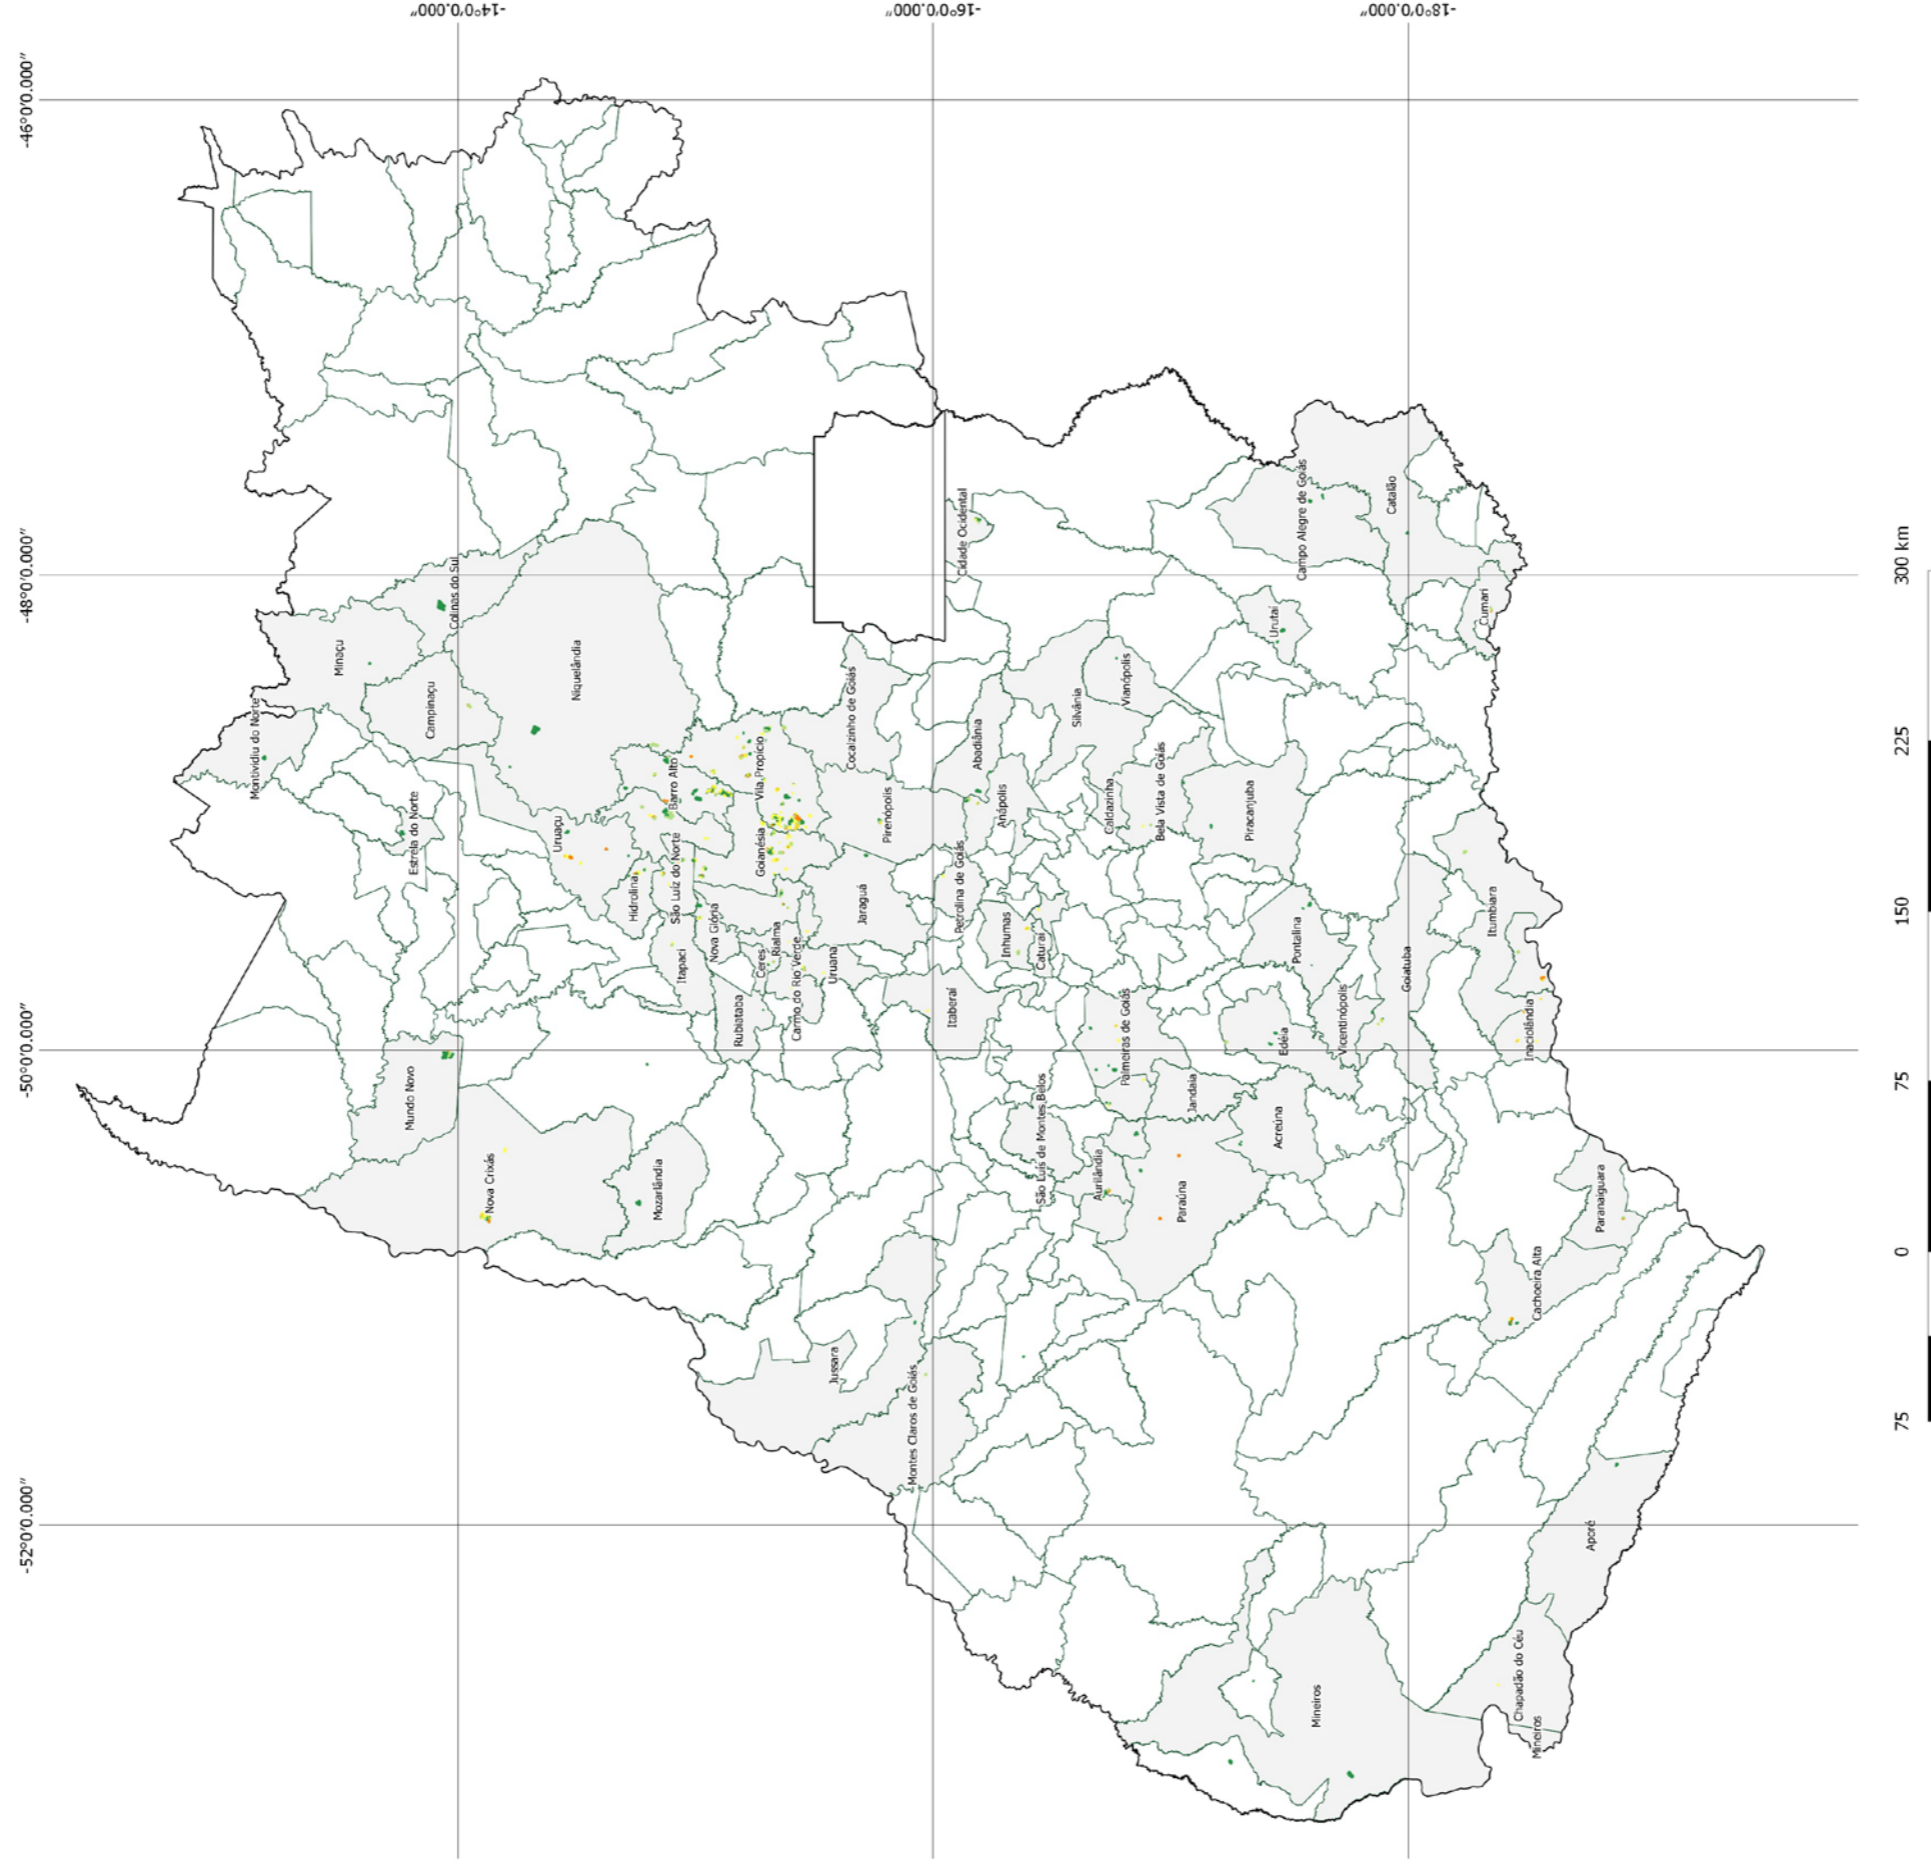 -52°0'0.000"
-50°0'0.000"
-48°0'0.000"
-46°0'0.000"
-14°0'0.000"
-16°0'0.000"
-18°0'0.000"
Montividiu do Norte
Minaçu
Mundo Novo
Estrela do Norte
Campinaçu
Colinas do Sul
Nova Crixás
Uruaçu
Niquelândia
Hidrolina
Mozarlândia
Itapaci
São Luíz do Norte
Barro Alto
Nova Glória
Rubiataba
Ceres
Goianésia
Vila Propício
Rialma
Carmo do Rio Verde
Jussara
Uruana
Jaraguá
Cocalzinho de Goiás
Pirenópolis
Montes Claros de Goiás
Itaberaí
Petrolina de Goiás
Cidade Ocidental
Abadiânia
Inhumas
Anápolis
São Luís de Montes Belos
Caturaí
Silvânia
Aurilândia
Caldazinha
Palmeiras de Goiás
Vianópolis
Bela Vista de Goiás
Paraúna
Jandaia
Piracanjuba
Urutaí
Acreúna
Edéia
Pontalina
Campo Alegre de Goiás
Mineiros
Vicentinópolis
Catalão
Goiatuba
Cumari
Itumbiara
Chapadão do Céu
Inaciolândia
Mineiros
Cachoeira Alta
Aporé
Paranaiguara
75
0
75
150
225
300 km